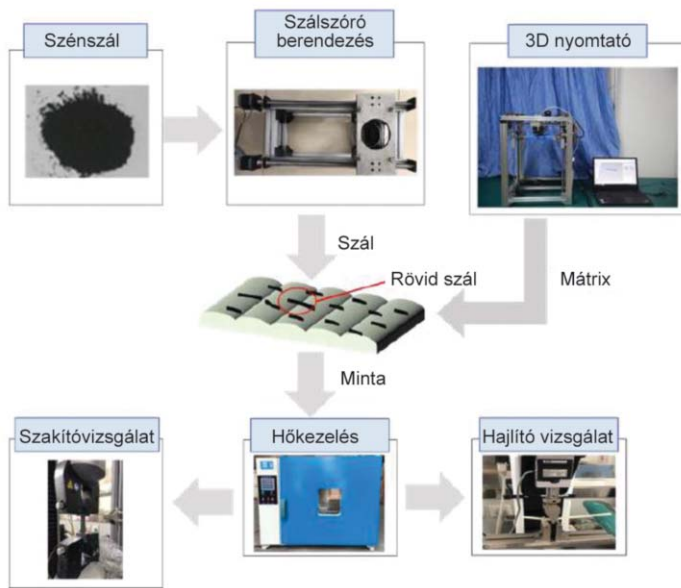 Szénszál
Szálszóró
berendezés
3D nyomtató
Szál
Rövid szál
Mátrix
Minta
Szakítóvizsgálat
Hőkezelés
Hajlító vizsgálat